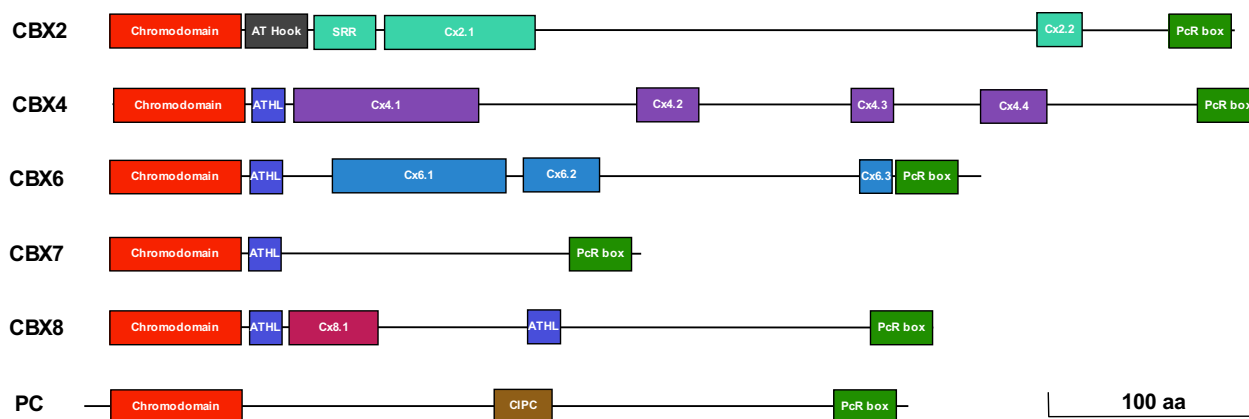 CBX2 Chromodomain AT Hook SRR Cx2.1 Cx2.2 PcR box
CBX4 Chromodomain ATHL Cx4.1 Cx4.2 Cx4.3 Cx4.4 PcR box
CBX6 Chromodomain ATHL Cx6.1 Cx6.2 Cx6.3 PcR box
CBX7 Chromodomain ATHL PcR box
CBX8 Chromodomain ATHL Cx8.1 ATHL PcR box
PC Chromodomain CIPC PcR box 100 aa